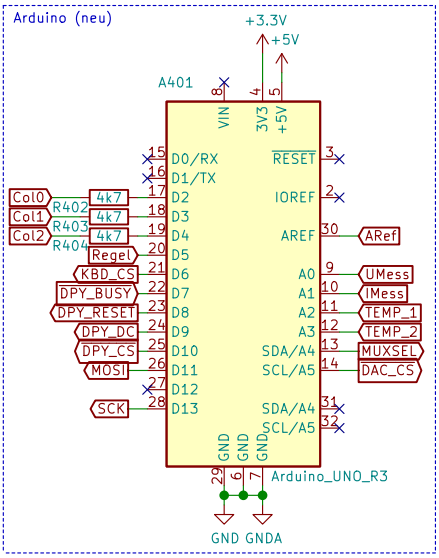 Arduino (neu)
+3.3V
+5V
A401
8 4 5
VIN 3V3 +5V
15 D0/RX RESET 3
16 D1/TX
Col0 4k7 17 D2 IOREF 2
R402
Col1 4k7 18 D3
R403
Col2 4k7 19 D4 AREF 30 ARef
R404
Regel 20 D5
KBD_CS 21 D6 A0 9 UMess
DPY_BUSY 22 D7 A1 10 IMess
DPY_RESET 23 D8 A2 11 TEMP_1
DPY_DC 24 D9 A3 12 TEMP_2
DPY_CS 25 D10 SDA/A4 13 MUXSEL
MOSI 26 D11 SCL/A5 14 DAC_CS
27 D12
SCK 28 D13 SDA/A4 31
SCL/A5 32
GND GND GND
29 6 7 Arduino_UNO_R3
GND GNDA